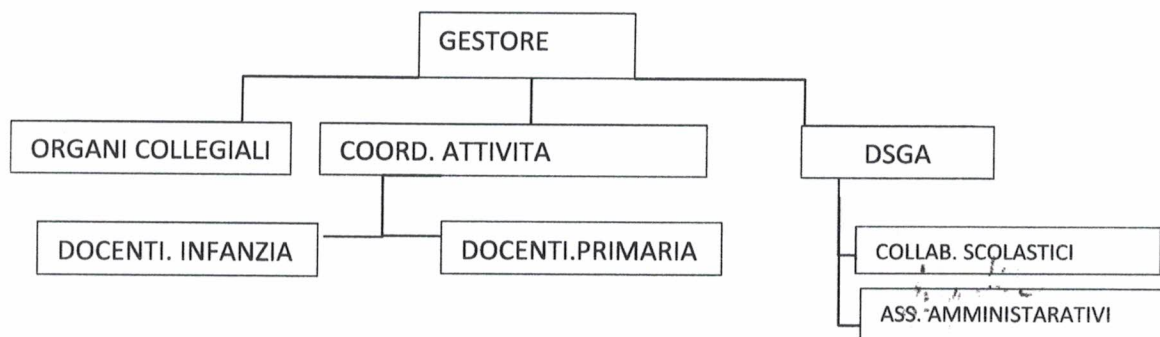 GESTORE
ORGANI COLLEGIALI
COORD. ATTIVITA
DSGA
DOCENTI. INFANZIA
DOCENTI.PRIMARIA
COLLAB. SCOLASTICI
ASS. AMMINISTARATIVI